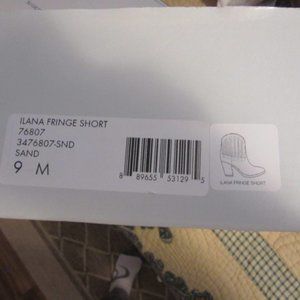 ILANA FRINGE SHORT
76807
3476807-SND
SAND
9 M
8 89655 53129 5
ILANA FRINGE SHORT